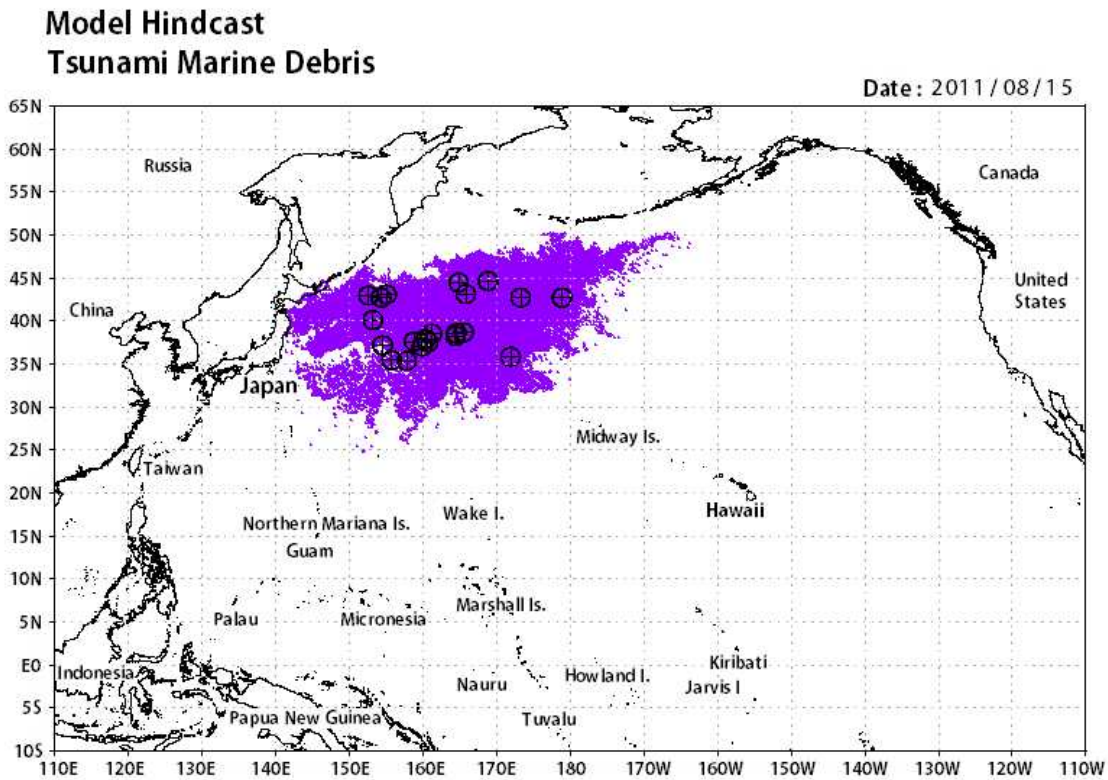 Model Hindcast
Tsunami Marine Debris
Date : 2011 / 08 / 15
65N
60N
Russia
Canada
55N
50N
45N
United
States
China
40N
35N
Japan
30N
Midway Is.
25N
Taiwan
20N
Hawaii
Northern Mariana Is.
Wake I.
15N
Guam
10N
Marshall Is.
5N
Palau
Micronesia
E0
Indonesia
Kiribati
Howland I.
Nauru
Jarvis I
5S
Papua New Guinea
Tuvalu
10S
110E 120E 130E 140E 150E 160E 170E 180 170W 160W 150W 140W 130W 120W 110W